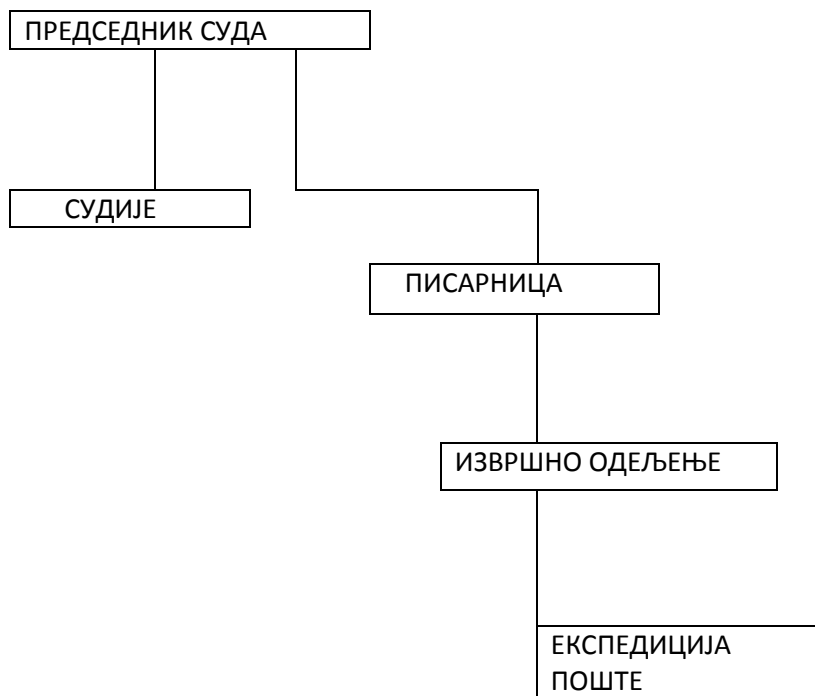 ПРЕДСЕДНИК СУДА
СУДИЈЕ
ПИСАРНИЦА
ИЗВРШНО ОДЕЉЕЊЕ
ЕКСПЕДИЦИЈА
ПОШТЕ